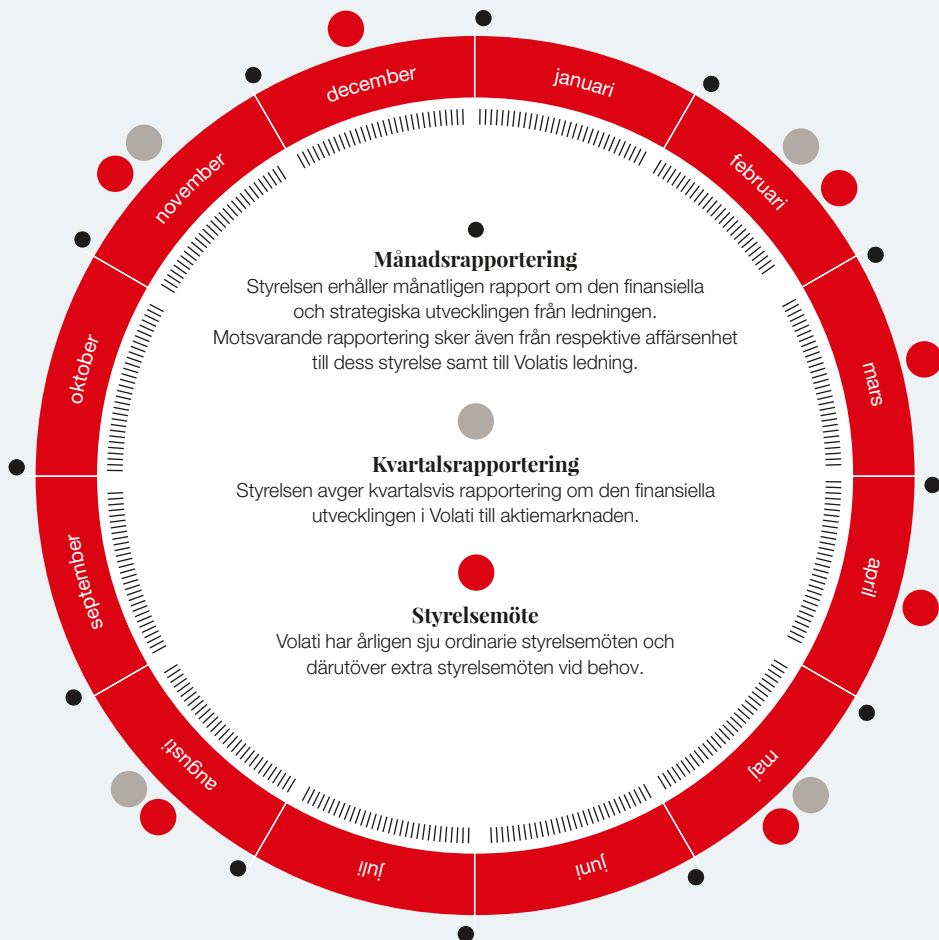 januari
februari
mars
april
maj
juni
juli
augusti
september
oktober
november
december
Månadsrapportering
Styrelsen erhåller månatligen rapport om den finansiella
och strategiska utvecklingen från ledningen.
Motsvarande rapportering sker även från respektive affärsenhet
till dess styrelse samt till Volatis ledning.
Kvartalsrapportering
Styrelsen avger kvartalsvis rapportering om den finansiella
utvecklingen i Volati till aktiemarknaden.
Styrelsemöte
Volati har årligen sju ordinarie styrelsemöten och
därutöver extra styrelsemöten vid behov.